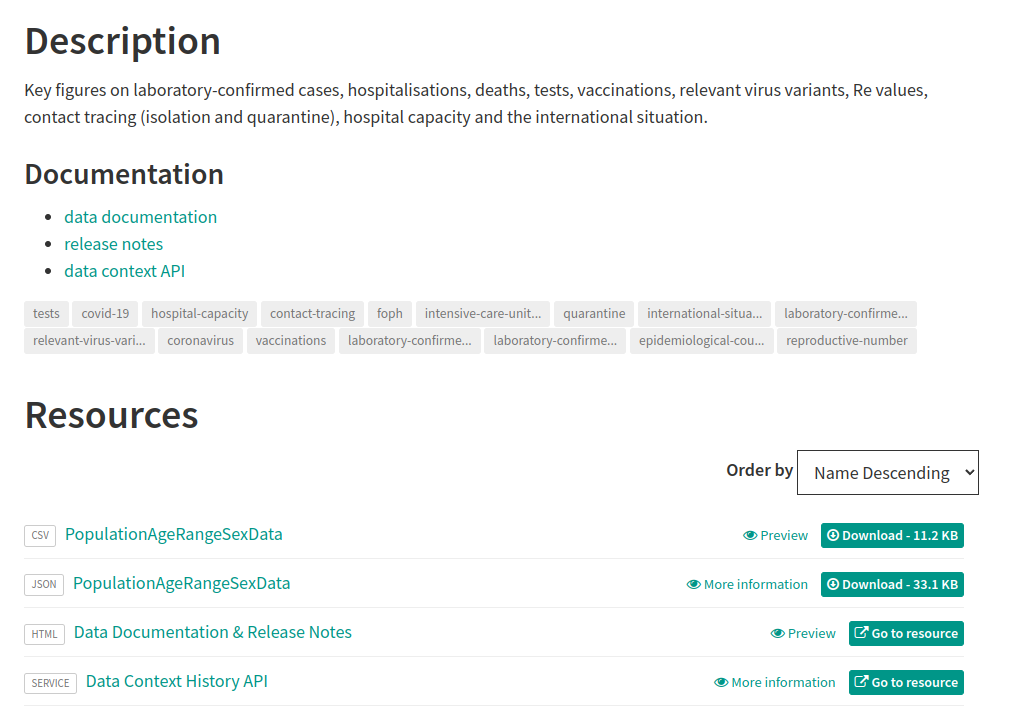 Description
Key figures on laboratory-confirmed cases, hospitalisations, deaths, tests, vaccinations, relevant virus variants, Re values,
contact tracing (isolation and quarantine), hospital capacity and the international situation.
Documentation
data documentation
release notes
data context API
tests covid-19 hospital-capacity contact-tracing foph intensive-care-unit... quarantine international-situa... laboratory-confirme...
relevant-virus-vari... coronavirus vaccinations laboratory-confirme... laboratory-confirme... epidemiological-cou... reproductive-number
Resources
Order by Name Descending
CSV PopulationAgeRangeSexData Preview Download - 11.2 KB
JSON PopulationAgeRangeSexData More information Download - 33.1 KB
HTML Data Documentation & Release Notes Preview Go to resource
SERVICE Data Context History API More information Go to resource